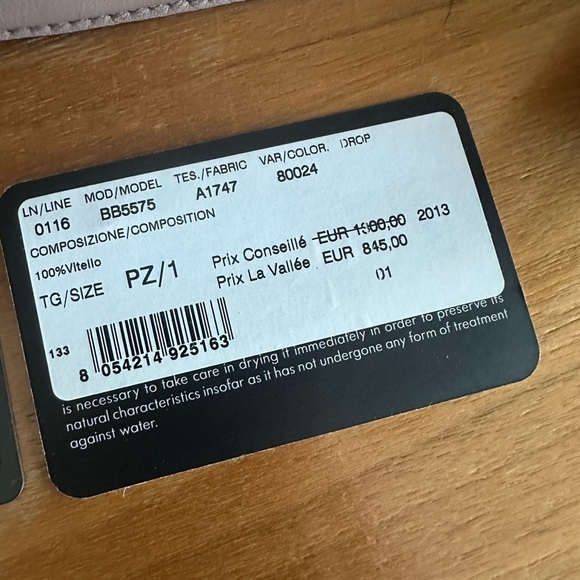 LN/LINE MOD/MODEL TES./FABRIC VAR/COLOR. DROP
0116 BB5575 A1747 80024
COMPOSIZIONE/COMPOSITION
100%Vitello
TG/SIZE PZ/1
Prix Conseillé EUR 1300,00 2013
Prix La Vallée EUR 845,00
01
133
8 054214 925163
is necessary to take care in drying it immediately in order to preserve its
natural characteristics insofar as it has not undergone any form of treatment
against water.